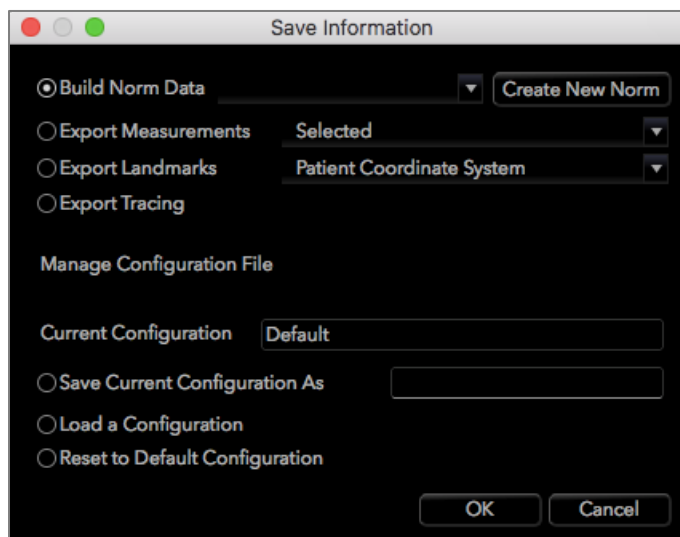 Save Information
Build Norm Data Create New Norm
Export Measurements Selected
Export Landmarks Patient Coordinate System
Export Tracing
Manage Configuration File
Current Configuration Default
Save Current Configuration As
Load a Configuration
Reset to Default Configuration
OK Cancel